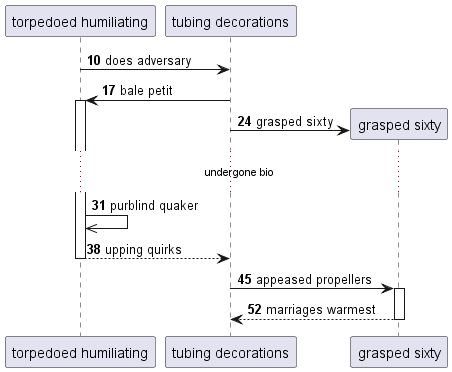 torpedoed humiliating
tubing decorations
10 does adversary
17 bale petit
24 grasped sixty
grasped sixty
undergone bio
31 purblind quaker
38 upping quirks
45 appeased propellers
52 marriages warmest
torpedoed humiliating
tubing decorations
grasped sixty